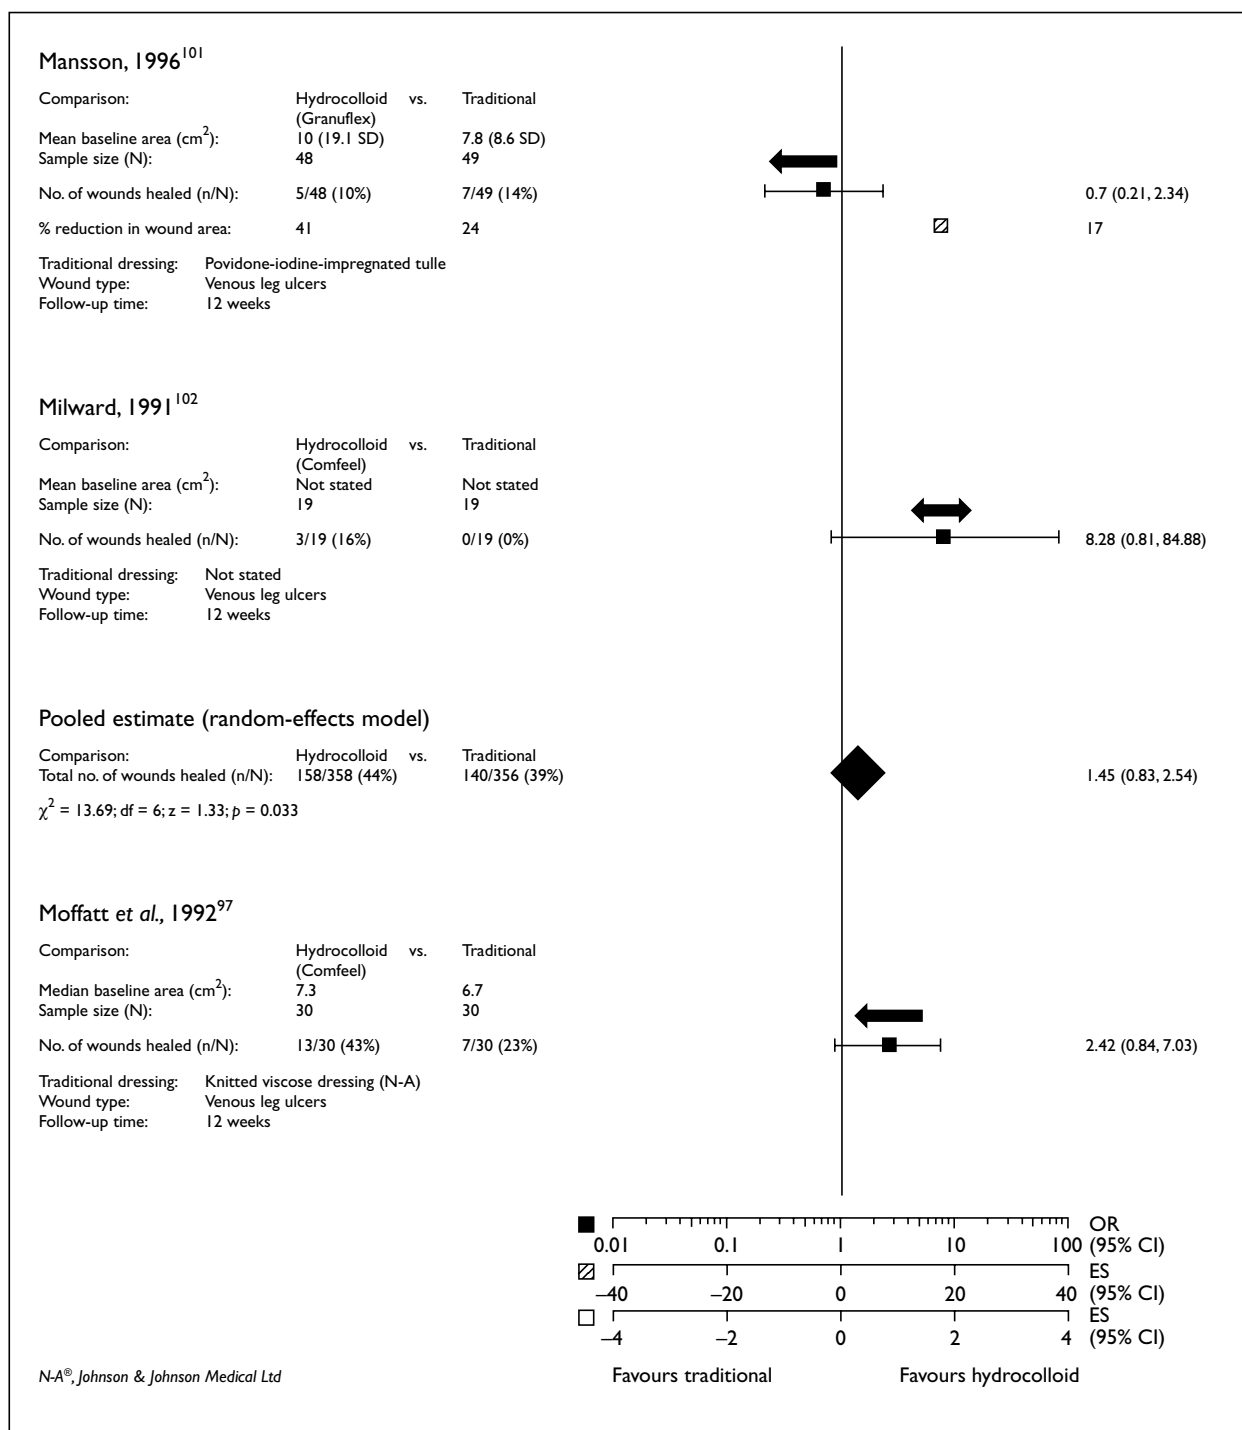 Mansson, 1996101
Comparison: Hydrocolloid vs. Traditional
(Granuflex)
Mean baseline area (cm2): 10 (19.1 SD) 7.8 (8.6 SD)
Sample size (N): 48 49
No. of wounds healed (n/N): 5/48 (10%) 7/49 (14%) 0.7 (0.21, 2.34)
% reduction in wound area: 41 24 17
Traditional dressing: Povidone-iodine-impregnated tulle
Wound type: Venous leg ulcers
Follow-up time: 12 weeks
Milward, 1991102
Comparison: Hydrocolloid vs. Traditional
(Comfeel)
Mean baseline area (cm2): Not stated Not stated
Sample size (N): 19 19
No. of wounds healed (n/N): 3/19 (16%) 0/19 (0%) 8.28 (0.81, 84.88)
Traditional dressing: Not stated
Wound type: Venous leg ulcers
Follow-up time: 12 weeks
Pooled estimate (random-effects model)
Comparison: Hydrocolloid vs. Traditional
Total no. of wounds healed (n/N): 158/358 (44%) 140/356 (39%) 1.45 (0.83, 2.54)
χ2 = 13.69; df = 6; z = 1.33; p = 0.033
Moffatt et al., 199297
Comparison: Hydrocolloid vs. Traditional
(Comfeel)
Median baseline area (cm2): 7.3 6.7
Sample size (N): 30 30
No. of wounds healed (n/N): 13/30 (43%) 7/30 (23%) 2.42 (0.84, 7.03)
Traditional dressing: Knitted viscose dressing (N-A)
Wound type: Venous leg ulcers
Follow-up time: 12 weeks
OR
0.01 0.1 1 10 100 (95% CI)
ES
–40 –20 0 20 40 (95% CI)
ES
–4 –2 0 2 4 (95% CI)
N-A®, Johnson & Johnson Medical Ltd Favours traditional Favours hydrocolloid